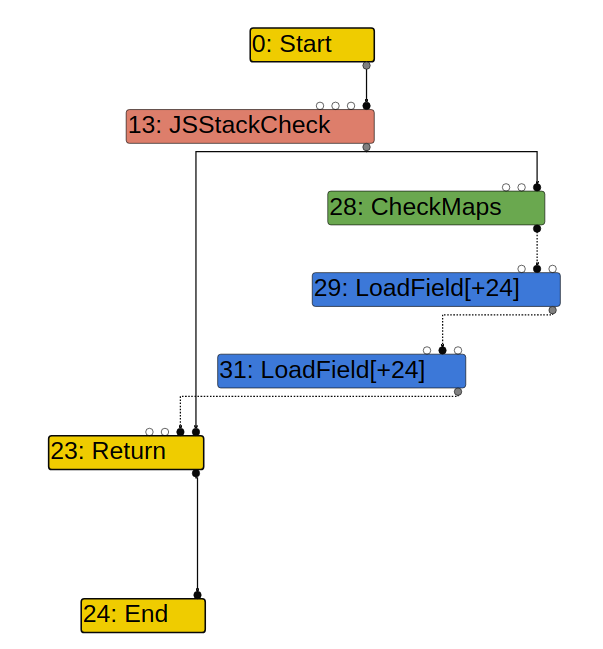 0: Start
13: JSStackCheck
28: CheckMaps
29: LoadField[+24]
31: LoadField[+24]
23: Return
24: End